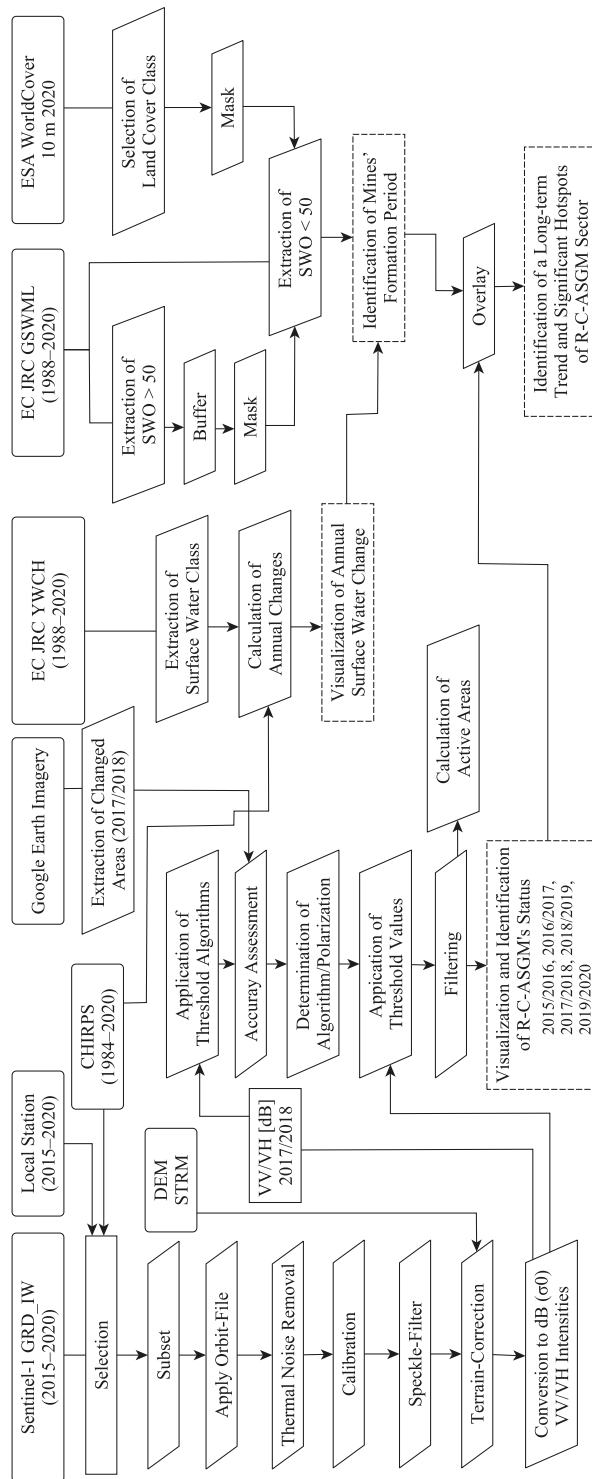 Sentinel-1 GRD_IW
(2015–2020)
Local Station
(2015–2020)
CHIRPS
(1984–2020)
Google Earth Imagery
EC JRC YWCH
(1988–2020)
EC JRC GSWML
(1988–2020)
ESA WorldCover
10 m 2020
Selection
Subset
Apply Orbit-File
Thermal Noise Removal
Calibration
Speckle-Filter
DEM
STRM
Terrain-Correction
Conversion to dB (σ0)
VV/VH Intensities
VV/VH [dB]
2017/2018
Extraction of Changed
Areas (2017/2018)
Application of
Threshold Algorithms
Accuray Assessment
Determination of
Algorithm/Polarization
Appication of
Threshold Values
Filtering
Calculation of
Active Areas
Visualization and Identification
of R-C-ASGM's Status
2015/2016, 2016/2017,
2017/2018, 2018/2019,
2019/2020
Extraction of
Surface Water Class
Calculation of
Annual Changes
Visualization of Annual
Surface Water Change
Extraction of
SWO > 50
Buffer
Mask
Selection of
Land Cover Class
Mask
Extraction of
SWO < 50
Identification of Mines’
Formation Period
Overlay
Identification of a Long-term
Trend and Significant Hotspots
of R-C-ASGM Sector